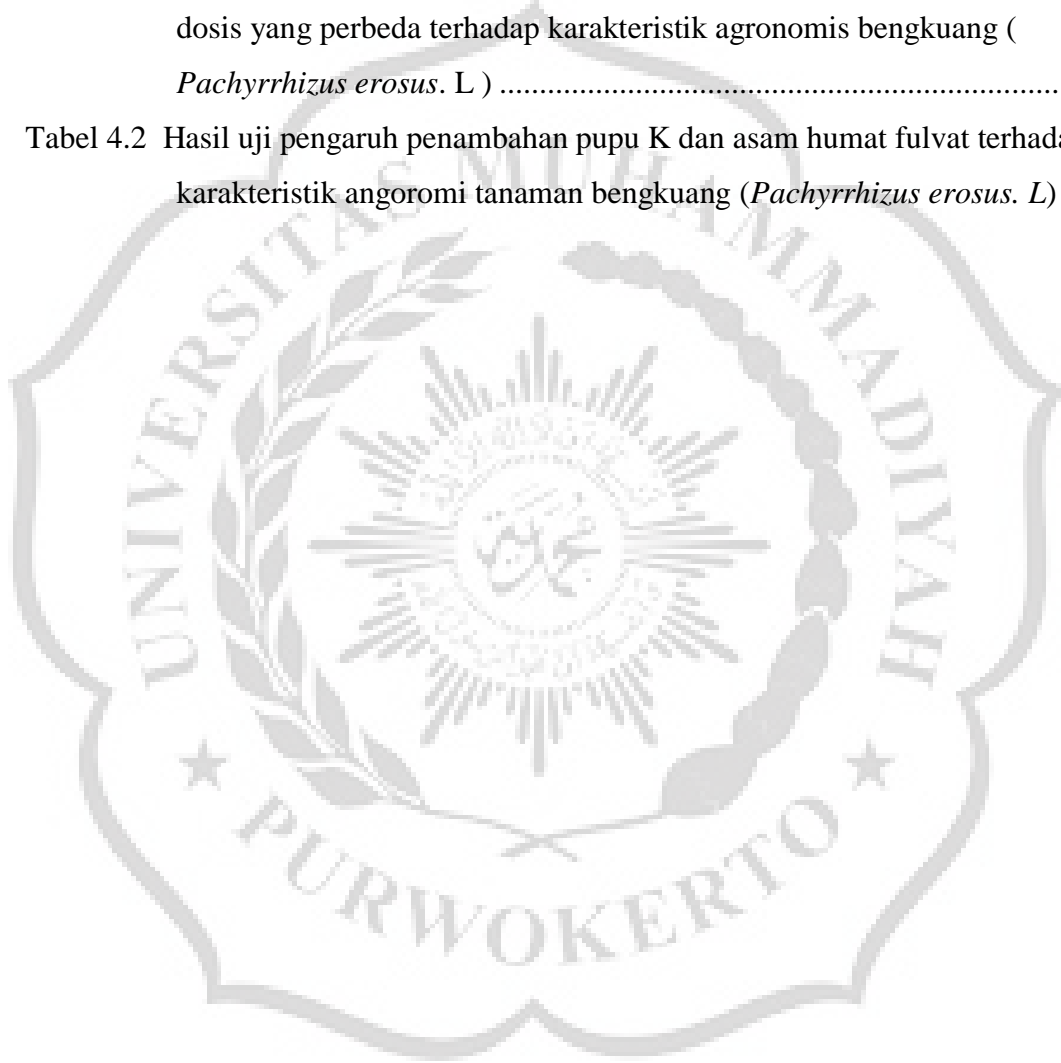 dosis yang perbeda terhadap karakteristik agronomis bengkuang (
Pachyrrhizus erosus. L ) ......................................................................
Tabel 4.2 Hasil uji pengaruh penambahan pupu K dan asam humat fulvat terhada
karakteristik angoromi tanaman bengkuang (Pachyrrhizus erosus. L)
UNIVERSITAS MUHAMMADIYAH
PURWOKERTO